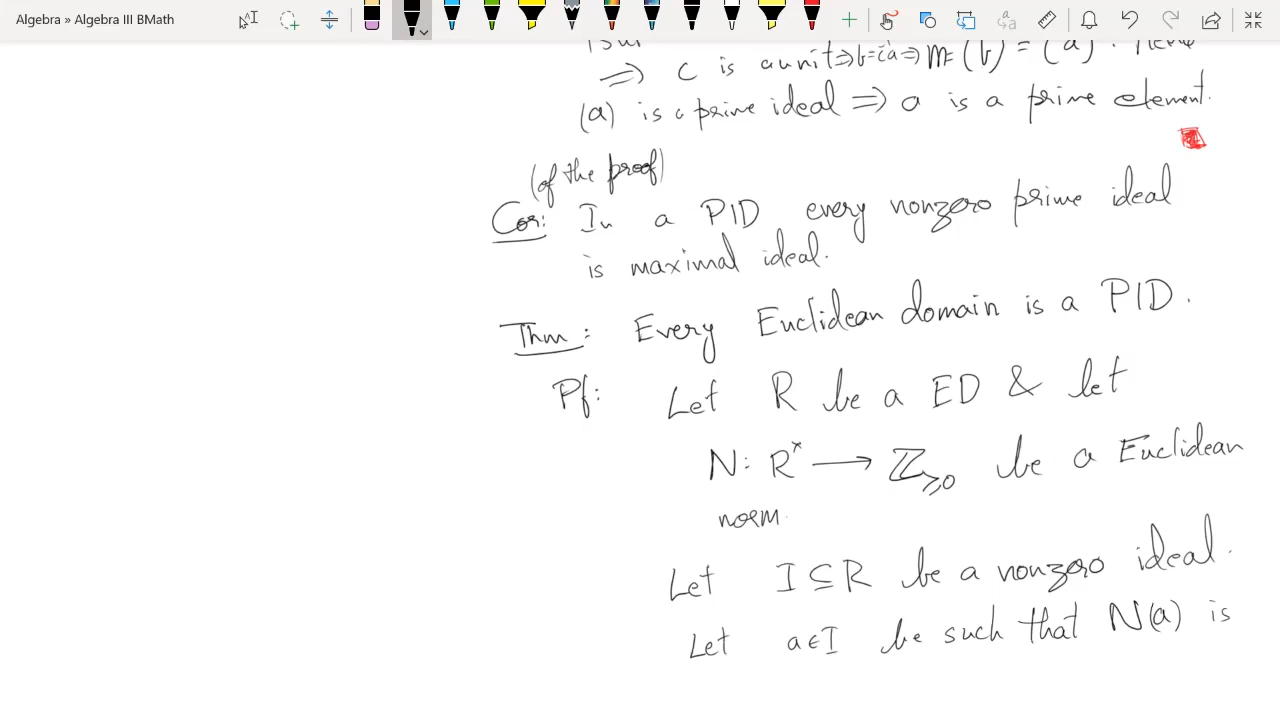 Algebra » Algebra III BMath
=> c is a unit => b = c⁻¹a => m = (b) = (a). Hence
(a) is a prime ideal => a is a prime element.
(of the proof)
Cor: In a PID every nonzero prime ideal
is maximal ideal.
Thm: Every Euclidean domain is a PID.
Pf: Let R be a ED & let
N: R^x → ℤ≥0 be a Euclidean
norm.
Let I ⊆ R be a nonzero ideal.
Let a ∈ I be such that N(a) is